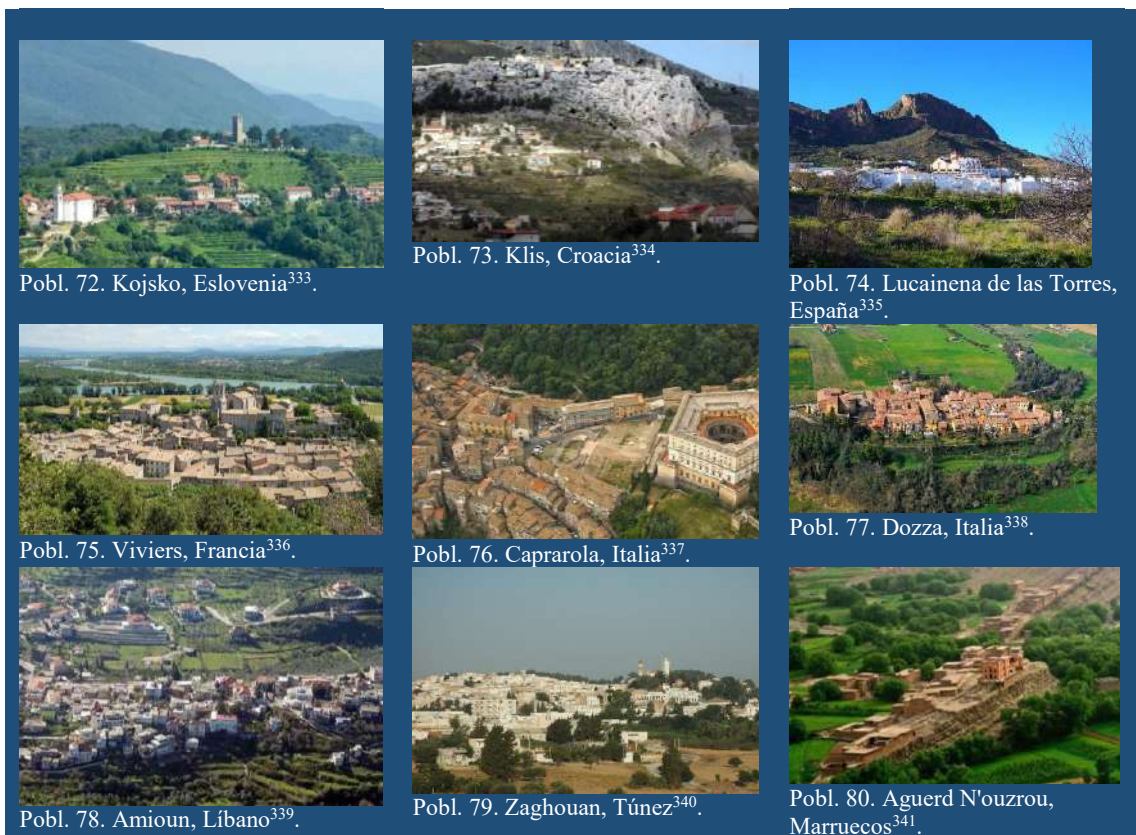 Pobl. 72. Kojsko, Eslovenia333.
Pobl. 73. Klis, Croacia334.
Pobl. 74. Lucainena de las Torres,
España335.
Pobl. 75. Viviers, Francia336.
Pobl. 76. Caprarola, Italia337.
Pobl. 77. Dozza, Italia338.
Pobl. 78. Amioun, Líbano339.
Pobl. 79. Zaghouan, Túnez340.
Pobl. 80. Aguerd N'ouzrou,
Marruecos341.